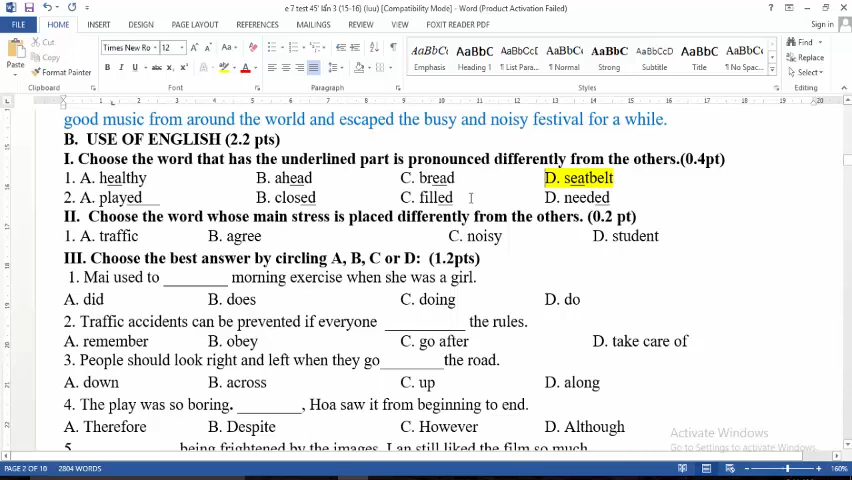 e 7 test 45' lần 3 (15-16) (luu) [Compatibility Mode] - Word (Product Activation Failed)
FILE HOME INSERT DESIGN PAGE LAYOUT REFERENCES MAILINGS REVIEW VIEW FOXIT READER PDF Sign in
Cut
Copy
Format Painter
Paste
Clipboard
Times New Ro 12
Font
Paragraph
AaBbCc AaBbC AaBbCcD AaBbCcD AaBbCc AaBbCcD AaBbC AaBbCc
Emphasis Heading 1 ¶ List Para... ¶ Normal Strong Subtitle Title ¶ No Spac...
Styles
Find
Replace
Select
Editing
good music from around the world and escaped the busy and noisy festival for a while.
B. USE OF ENGLISH (2.2 pts)
I. Choose the word that has the underlined part is pronounced differently from the others.(0.4pt)
1. A. healthy B. ahead C. bread D. seatbelt
2. A. played B. closed C. filled D. needed
II. Choose the word whose main stress is placed differently from the others. (0.2 pt)
1. A. traffic B. agree C. noisy D. student
III. Choose the best answer by circling A, B, C or D: (1.2pts)
1. Mai used to ________ morning exercise when she was a girl.
A. did B. does C. doing D. do
2. Traffic accidents can be prevented if everyone __________ the rules.
A. remember B. obey C. go after D. take care of
3. People should look right and left when they go________the road.
A. down B. across C. up D. along
4. The play was so boring. ________, Hoa saw it from beginning to end.
A. Therefore B. Despite C. However D. Although
5. ____________ being frightened by the images, Lan still liked the film so much.
Activate Windows
Go to Settings to activate Windows.
PAGE 2 OF 10 2804 WORDS 160%